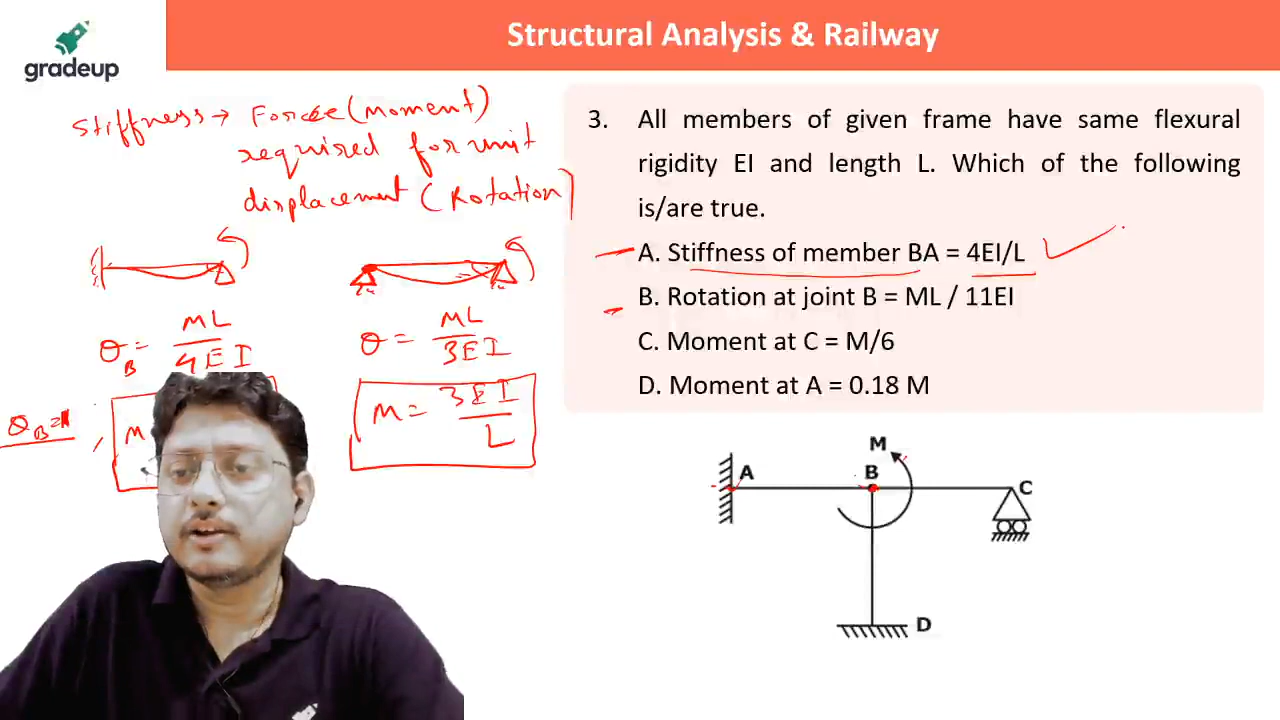 Structural Analysis & Railway
gradeup
Stiffness → Force (moment)
required for unit
displacement (Rotation)
θB = ML / 4EI
θB = 1
M
θ = ML / 3EI
M = 3EI / L
3. All members of given frame have same flexural
rigidity EI and length L. Which of the following
is/are true.
A. Stiffness of member BA = 4EI/L
B. Rotation at joint B = ML / 11EI
C. Moment at C = M/6
D. Moment at A = 0.18 M
M
A
B
C
D